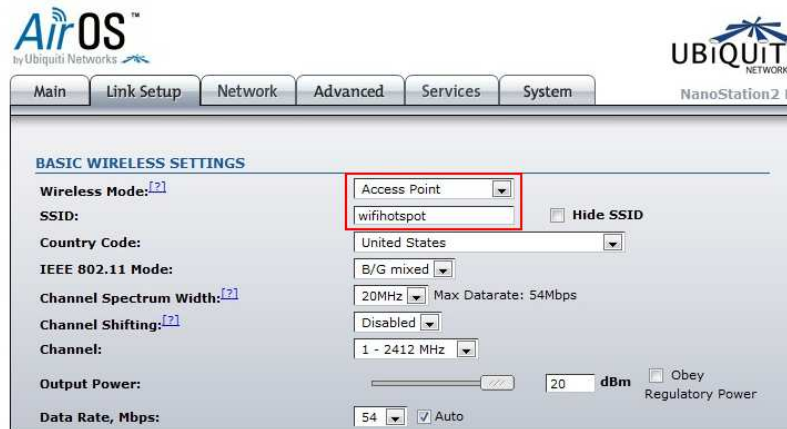 AirOS™
by Ubiquiti Networks
UBiQUiT
NETWORK
Main Link Setup Network Advanced Services System
NanoStation2
BASIC WIRELESS SETTINGS
Wireless Mode:[?] Access Point
SSID: wifihotspot Hide SSID
Country Code: United States
IEEE 802.11 Mode: B/G mixed
Channel Spectrum Width:[?] 20MHz Max Datarate: 54Mbps
Channel Shifting:[?] Disabled
Channel: 1 - 2412 MHz
Output Power: 20 dBm Obey
Regulatory Power
Data Rate, Mbps: 54 Auto